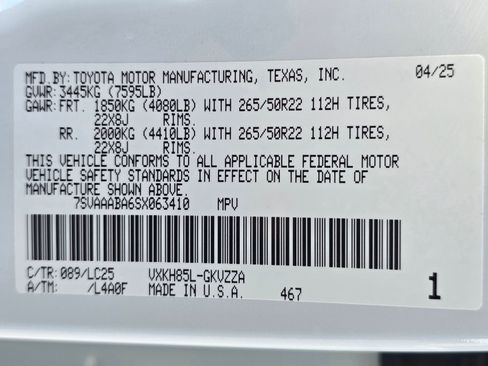 MFD.BY:TOYOTA MOTOR MANUFACTURING, TEXAS, INC. 04/25
GVWR:3445KG (7595LB)
GAWR:FRT. 1850KG (4080LB) WITH 265/50R22 112H TIRES,
22X8J RIMS.
RR. 2000KG (4410LB) WITH 265/50R22 112H TIRES,
22X8J RIMS.
THIS VEHICLE CONFORMS TO ALL APPLICABLE FEDERAL MOTOR
VEHICLE SAFETY STANDARDS IN EFFECT ON THE DATE OF
MANUFACTURE SHOWN ABOVE.
7SVAAABA6SX063410 MPV
C/TR:089/LC25 VXKH85L-GKVZZA
A/TM: /L4A0F MADE IN U.S.A. 467 1